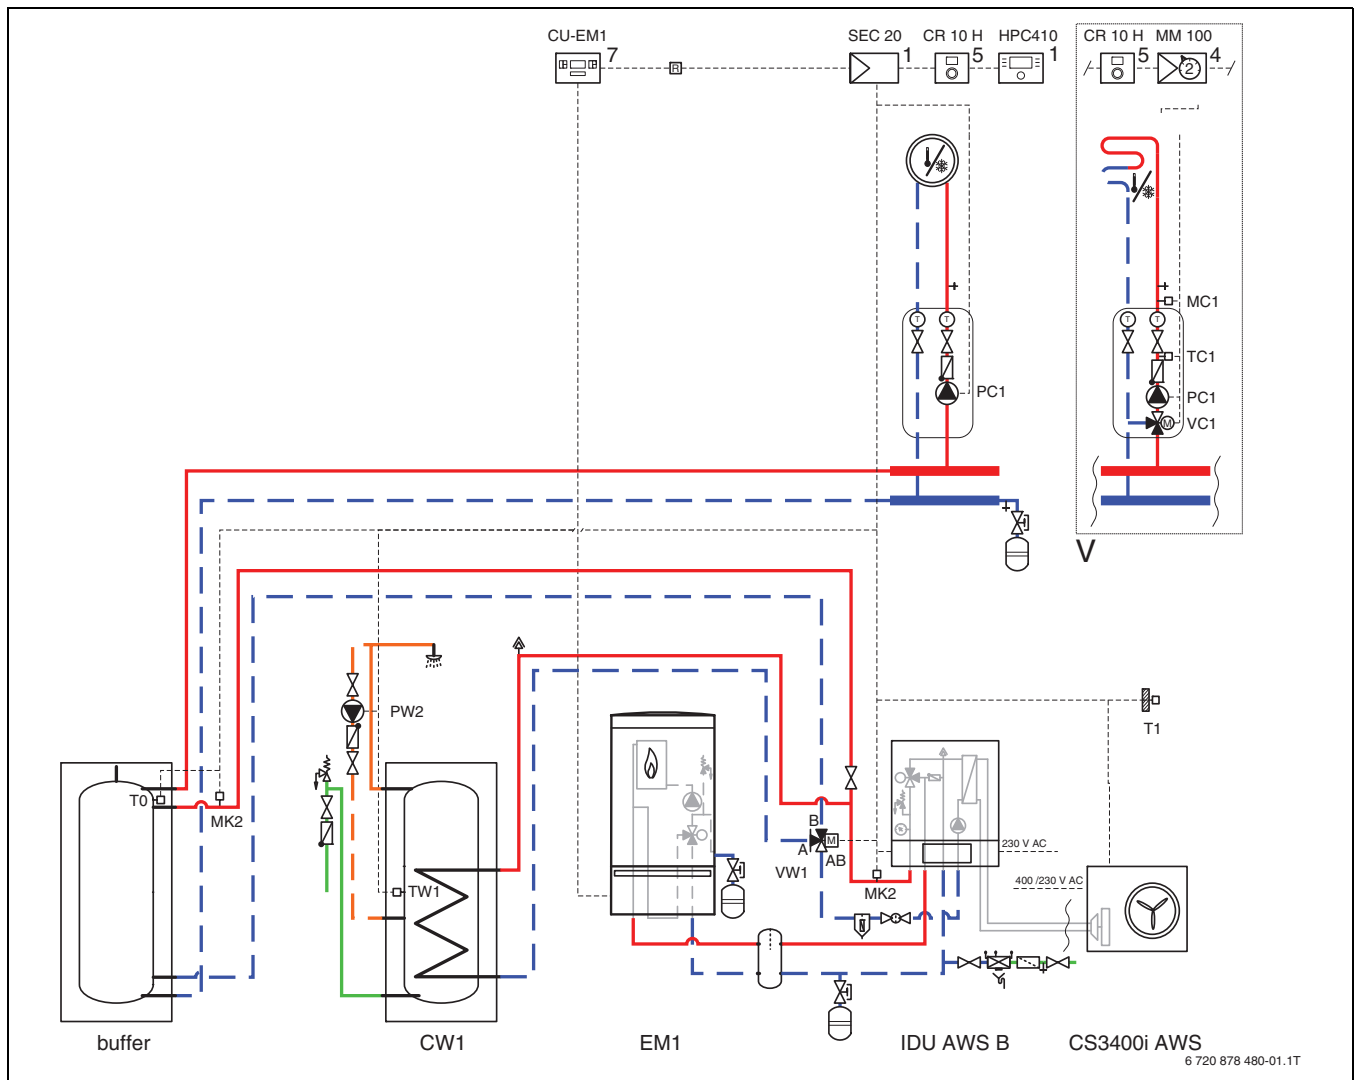 CU-EM1 7
R
SEC 20 1
CR 10 H 5
HPC410 1
CR 10 H 5
MM 100 4
2
MC1
T T
T T
TC1
PC1
PC1
VC1
M
V
PW2
T0
MK2
TW1
B
A
M
AB
VW1
MK2
T1
230 V AC
400 /230 V AC
buffer
CW1
EM1
IDU AWS B
CS3400i AWS
6 720 878 480-01.1T